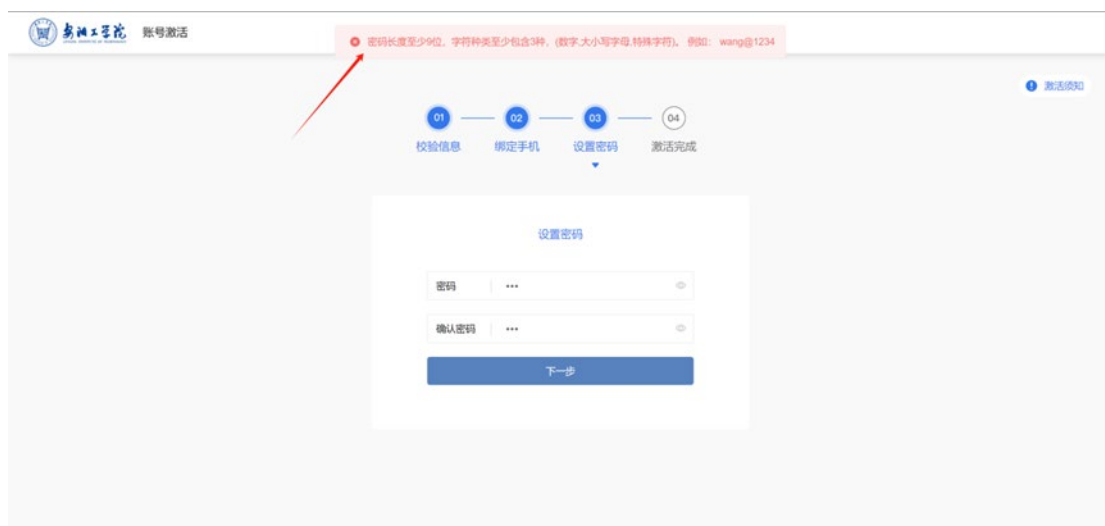 安阳工学院 账号激活
密码长度至少9位，字符种类至少包含3种，(数字,大小写字母,特殊字符)。 例如： wang@1234
激活须知
01 02 03 04
校验信息 绑定手机 设置密码 激活完成
设置密码
密码 •••
确认密码 •••
下一步